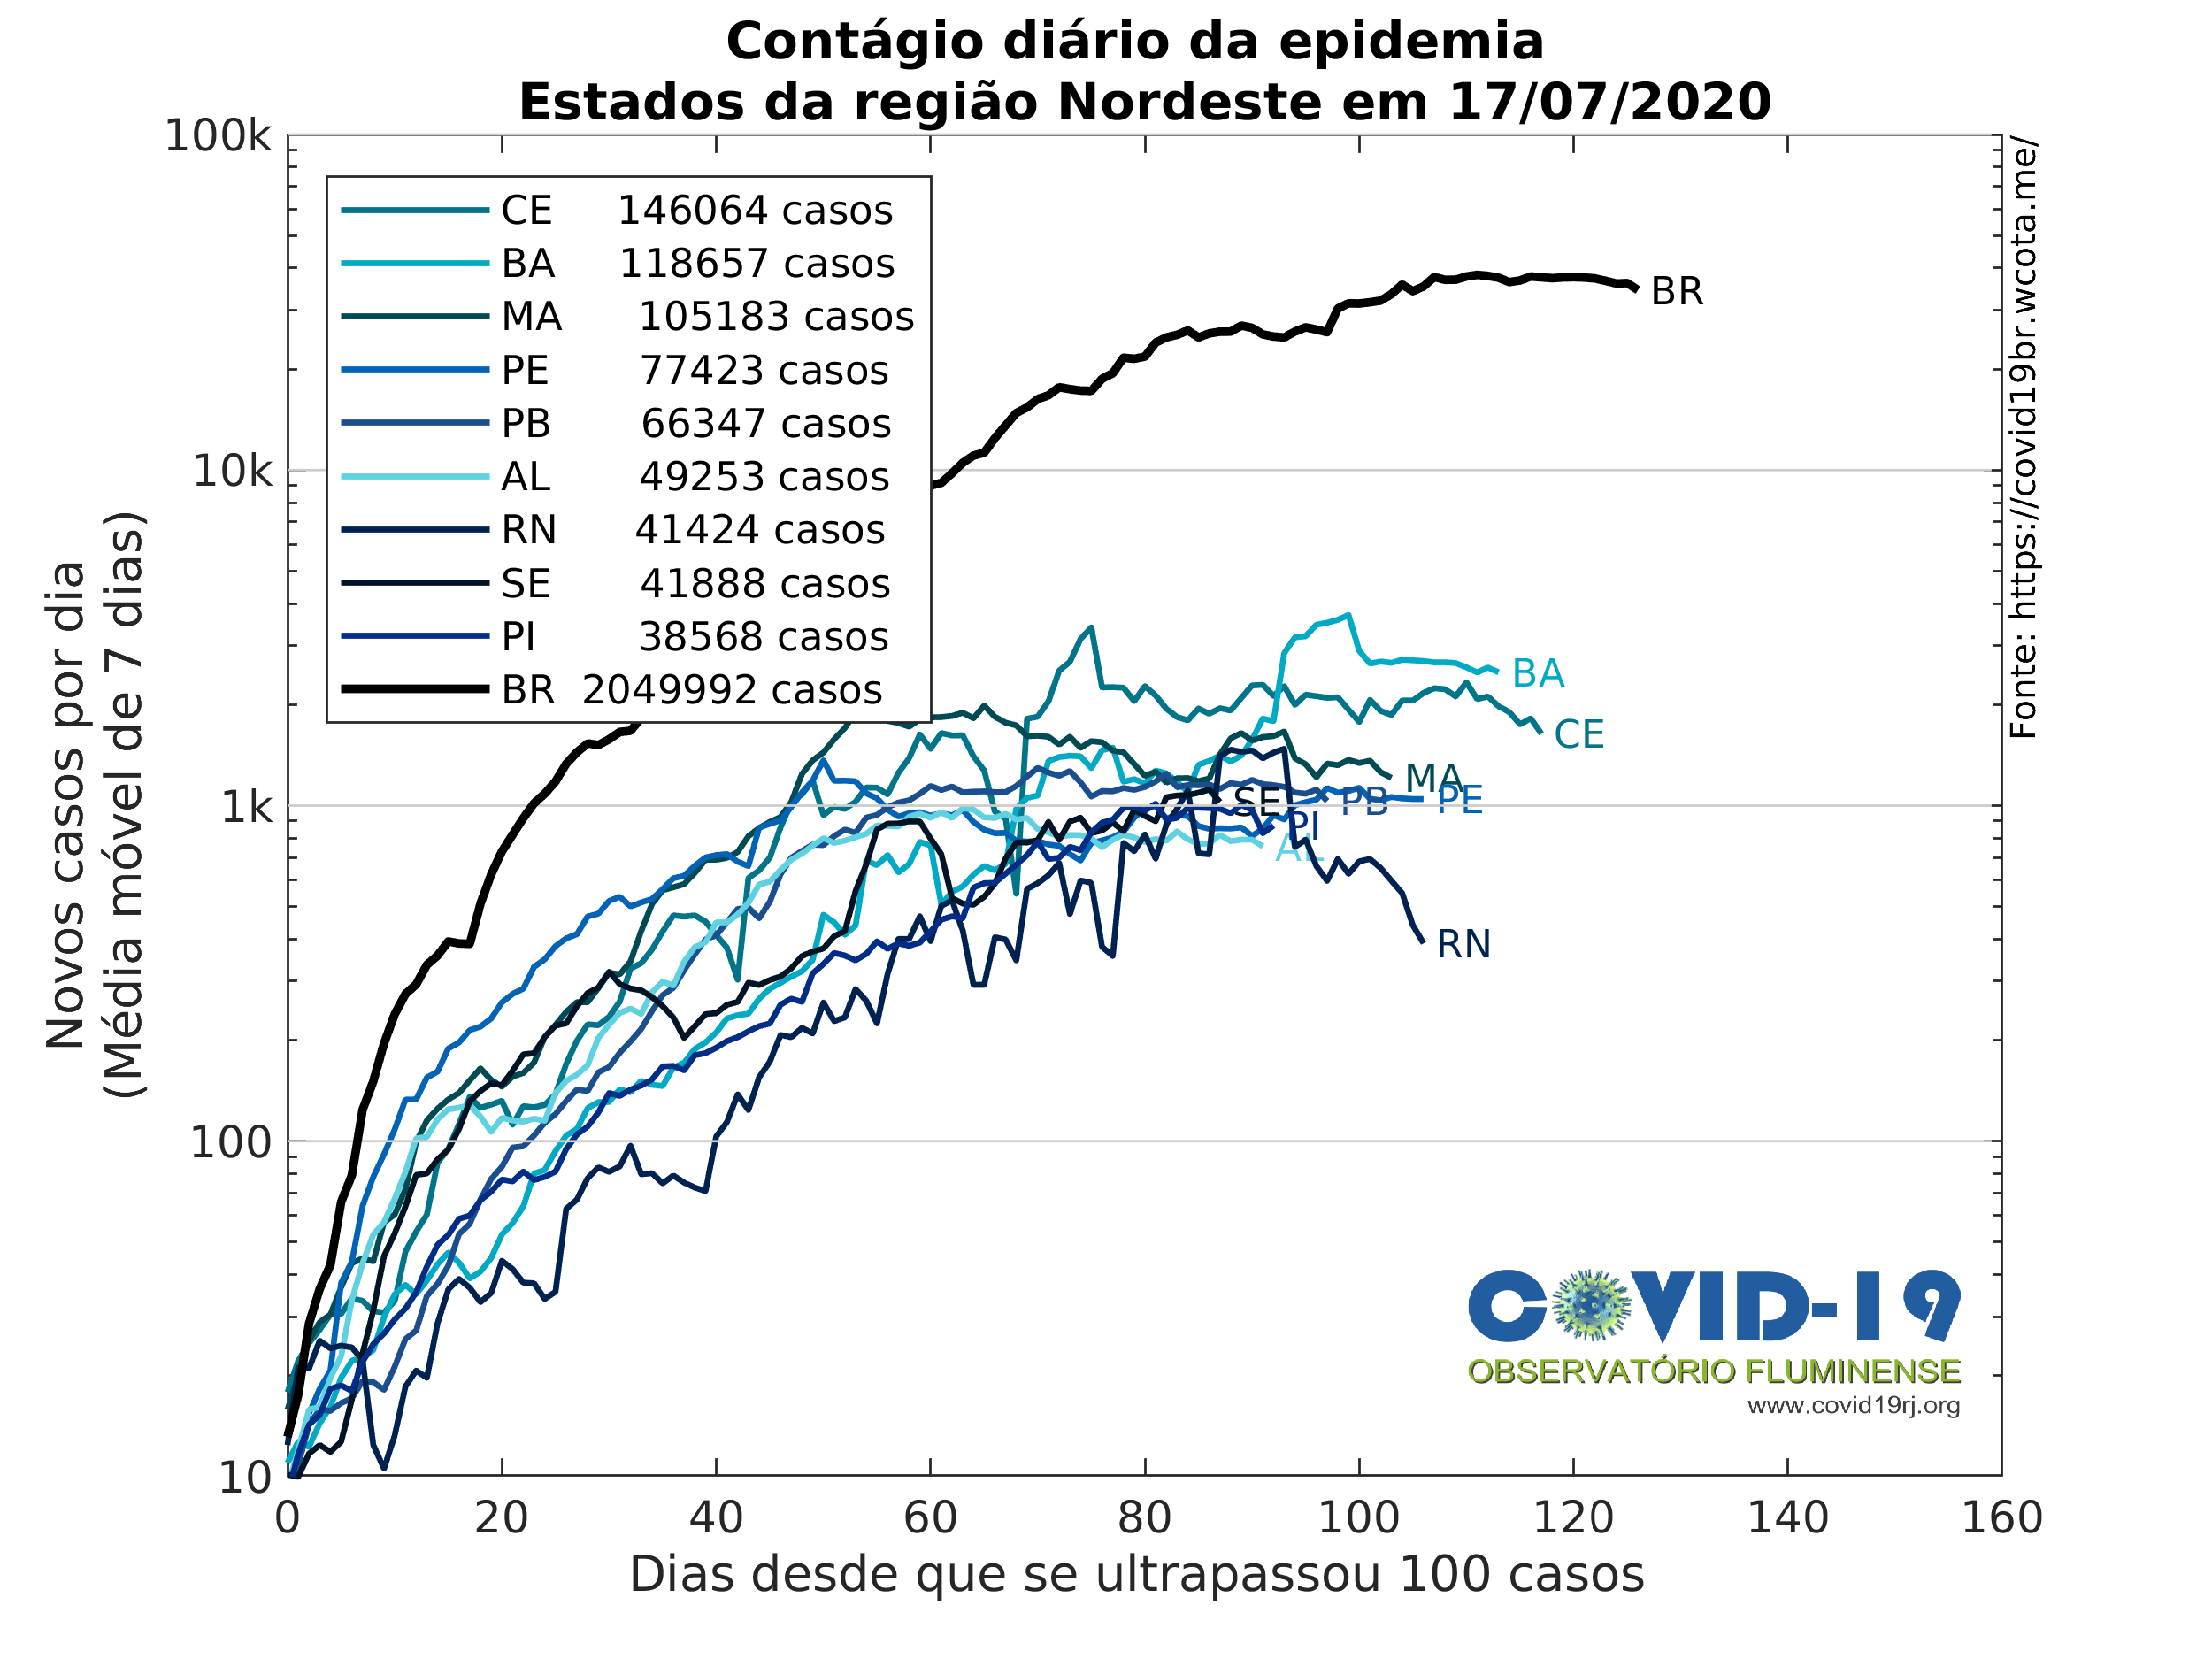 Contágio diário da epidemia
Estados da região Nordeste em 17/07/2020
100k
10k
1k
100
10
Novos casos por dia
(Média móvel de 7 dias)
CE 146064 casos
BA 118657 casos
MA 105183 casos
PE 77423 casos
PB 66347 casos
AL 49253 casos
RN 41424 casos
SE 41888 casos
PI 38568 casos
BR 2049992 casos
BR
BA
CE
MA
PE
PB
SE
PI
AL
RN
Fonte: https://covid19br.wcota.me/
COVID-19
OBSERVATÓRIO FLUMINENSE
www.covid19rj.org
0 20 40 60 80 100 120 140 160
Dias desde que se ultrapassou 100 casos